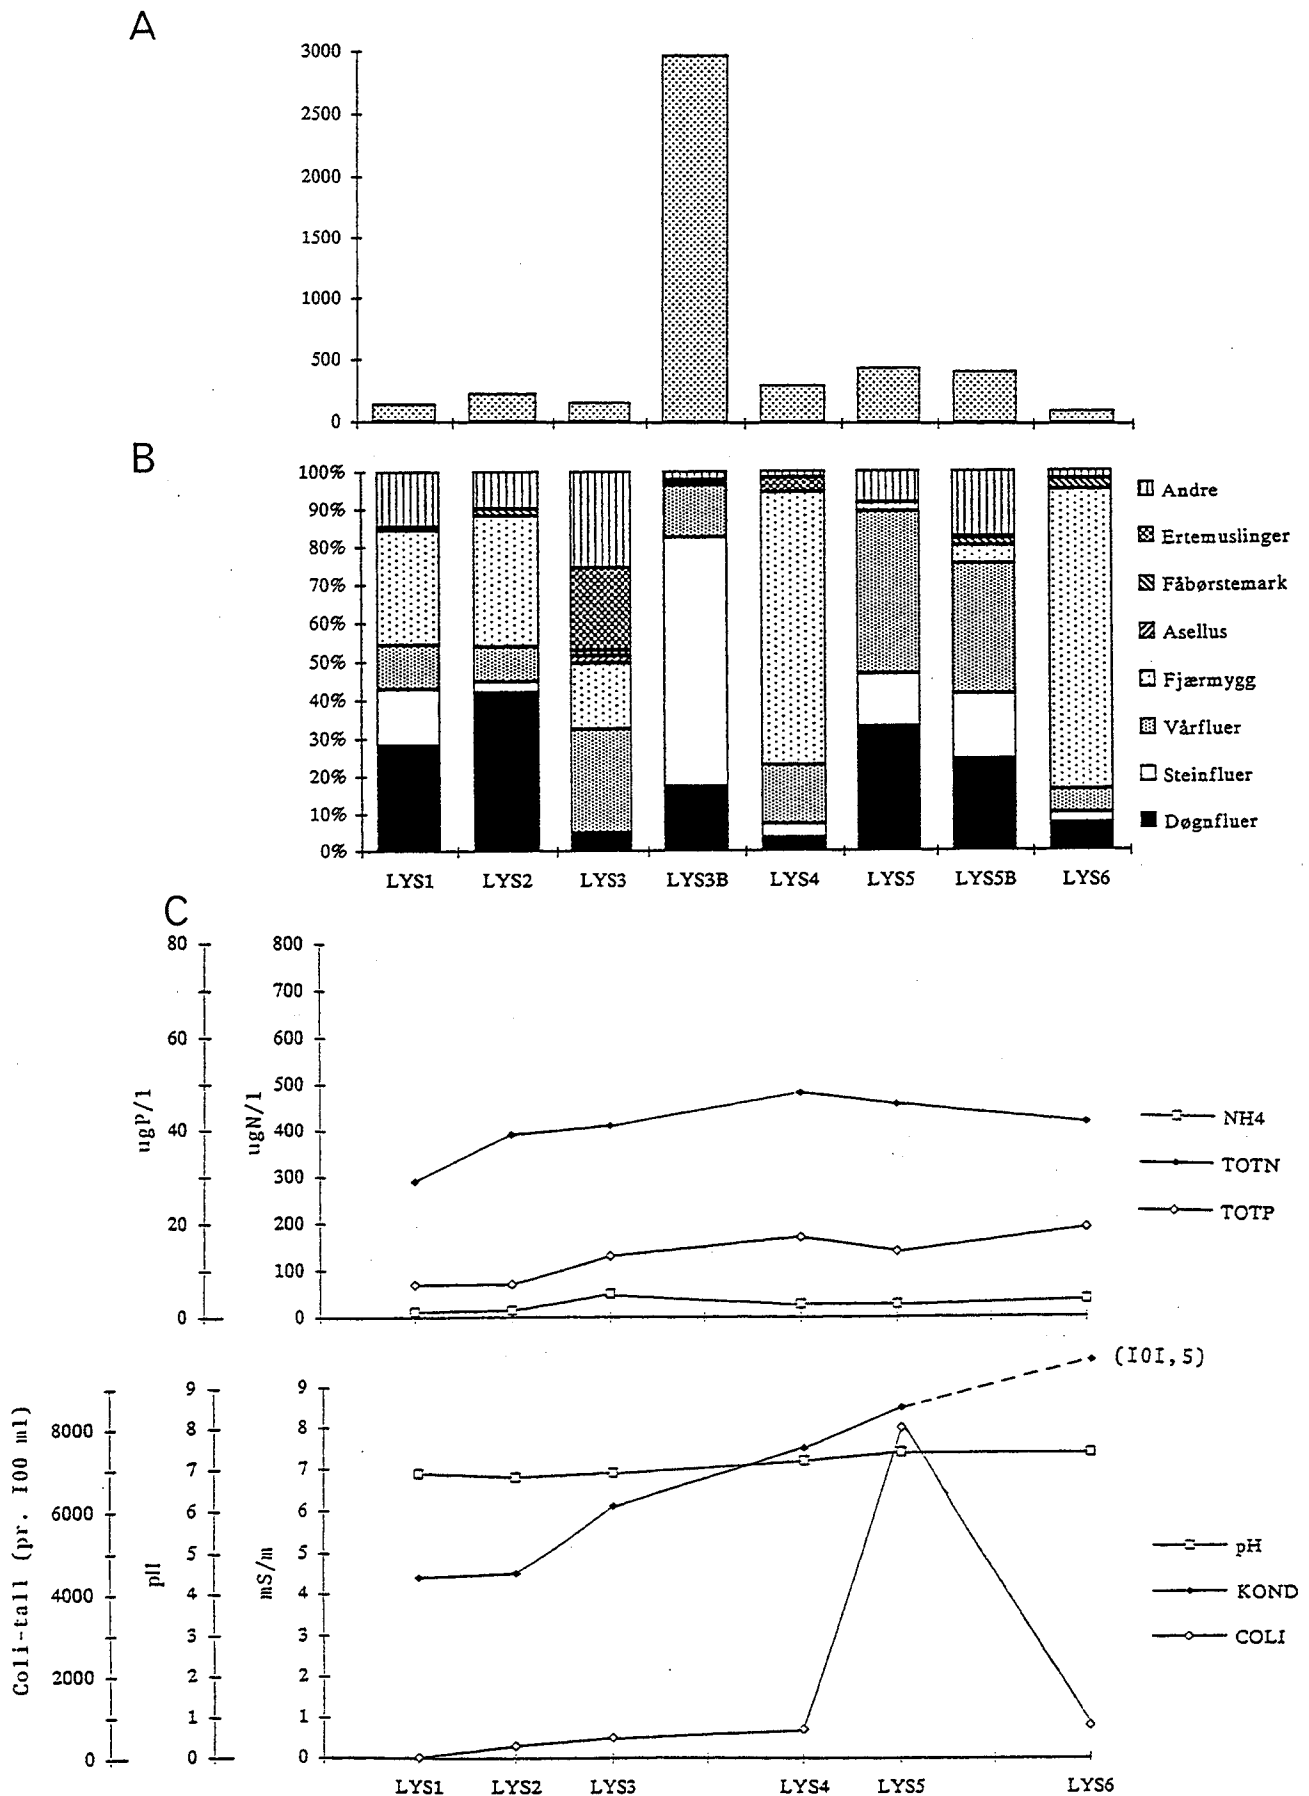 A
3000
2500
2000
1500
1000
500
0
B
100%
90%
80%
70%
60%
50%
40%
30%
20%
10%
0%
Andre
Ertemuslinger
Fåbørstemark
Asellus
Fjærmygg
Vårfluer
Steinfluer
Døgnfluer
LYS1 LYS2 LYS3 LYS3B LYS4 LYS5 LYS5B LYS6
C
80
60
40
20
0
ugP/l
800
700
600
500
400
300
200
100
0
ugN/l
NH4
TOTN
TOTP
(101,5)
Coli-tall (pr. 100 ml)
8000
6000
4000
2000
0
pH
9
8
7
6
5
4
3
2
1
0
mS/m
9
8
7
6
5
4
3
2
1
0
pH
KOND
COLI
LYS1 LYS2 LYS3 LYS4 LYS5 LYS6